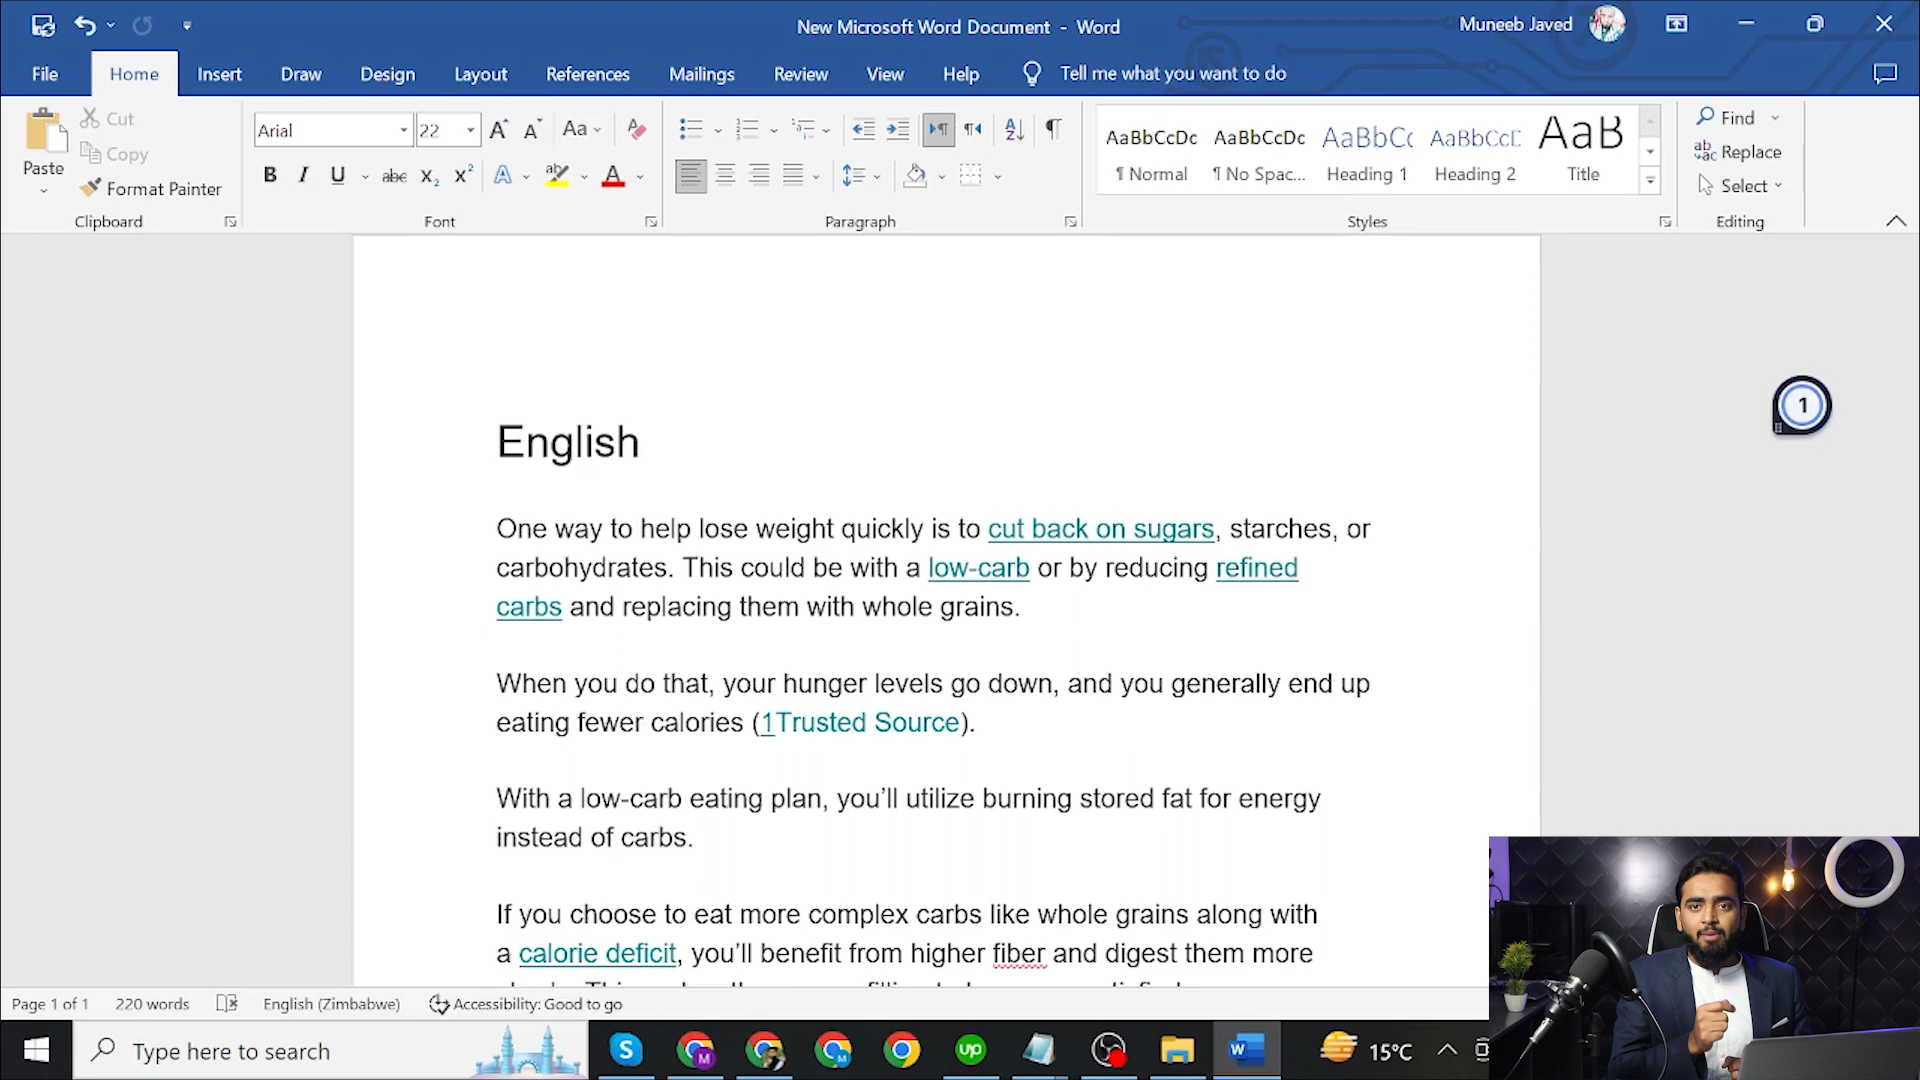 New Microsoft Word Document - Word
Muneeb Javed
File Home Insert Draw Design Layout References Mailings Review View Help Tell me what you want to do
Paste
Cut
Copy
Format Painter
Clipboard
Arial 22
Font
Paragraph
AaBbCcDc AaBbCcDc AaBbCc AaBbCcD AaB
¶ Normal ¶ No Spac... Heading 1 Heading 2 Title
Styles
Find
Replace
Select
Editing
1
English
One way to help lose weight quickly is to cut back on sugars, starches, or
carbohydrates. This could be with a low-carb or by reducing refined
carbs and replacing them with whole grains.
When you do that, your hunger levels go down, and you generally end up
eating fewer calories (1Trusted Source).
With a low-carb eating plan, you’ll utilize burning stored fat for energy
instead of carbs.
If you choose to eat more complex carbs like whole grains along with
a calorie deficit, you’ll benefit from higher fiber and digest them more
Page 1 of 1 220 words English (Zimbabwe) Accessibility: Good to go
Type here to search
15°C